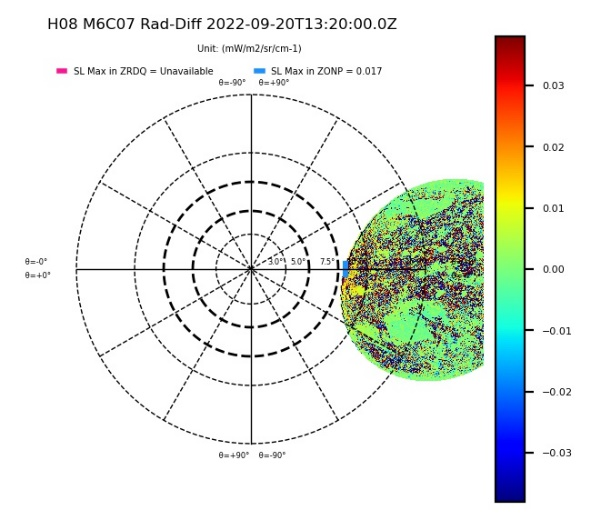 H08 M6C07 Rad-Diff 2022-09-20T13:20:00.0Z
Unit: (mW/m2/sr/cm-1)
SL Max in ZRDQ = Unavailable SL Max in ZONP = 0.017
θ=-90° θ=+90°
0.03
0.02
0.01
θ=-0° 3.0° 5.0° 7.5° 0.00
θ=+0°
−0.01
−0.02
−0.03
θ=+90° θ=-90°